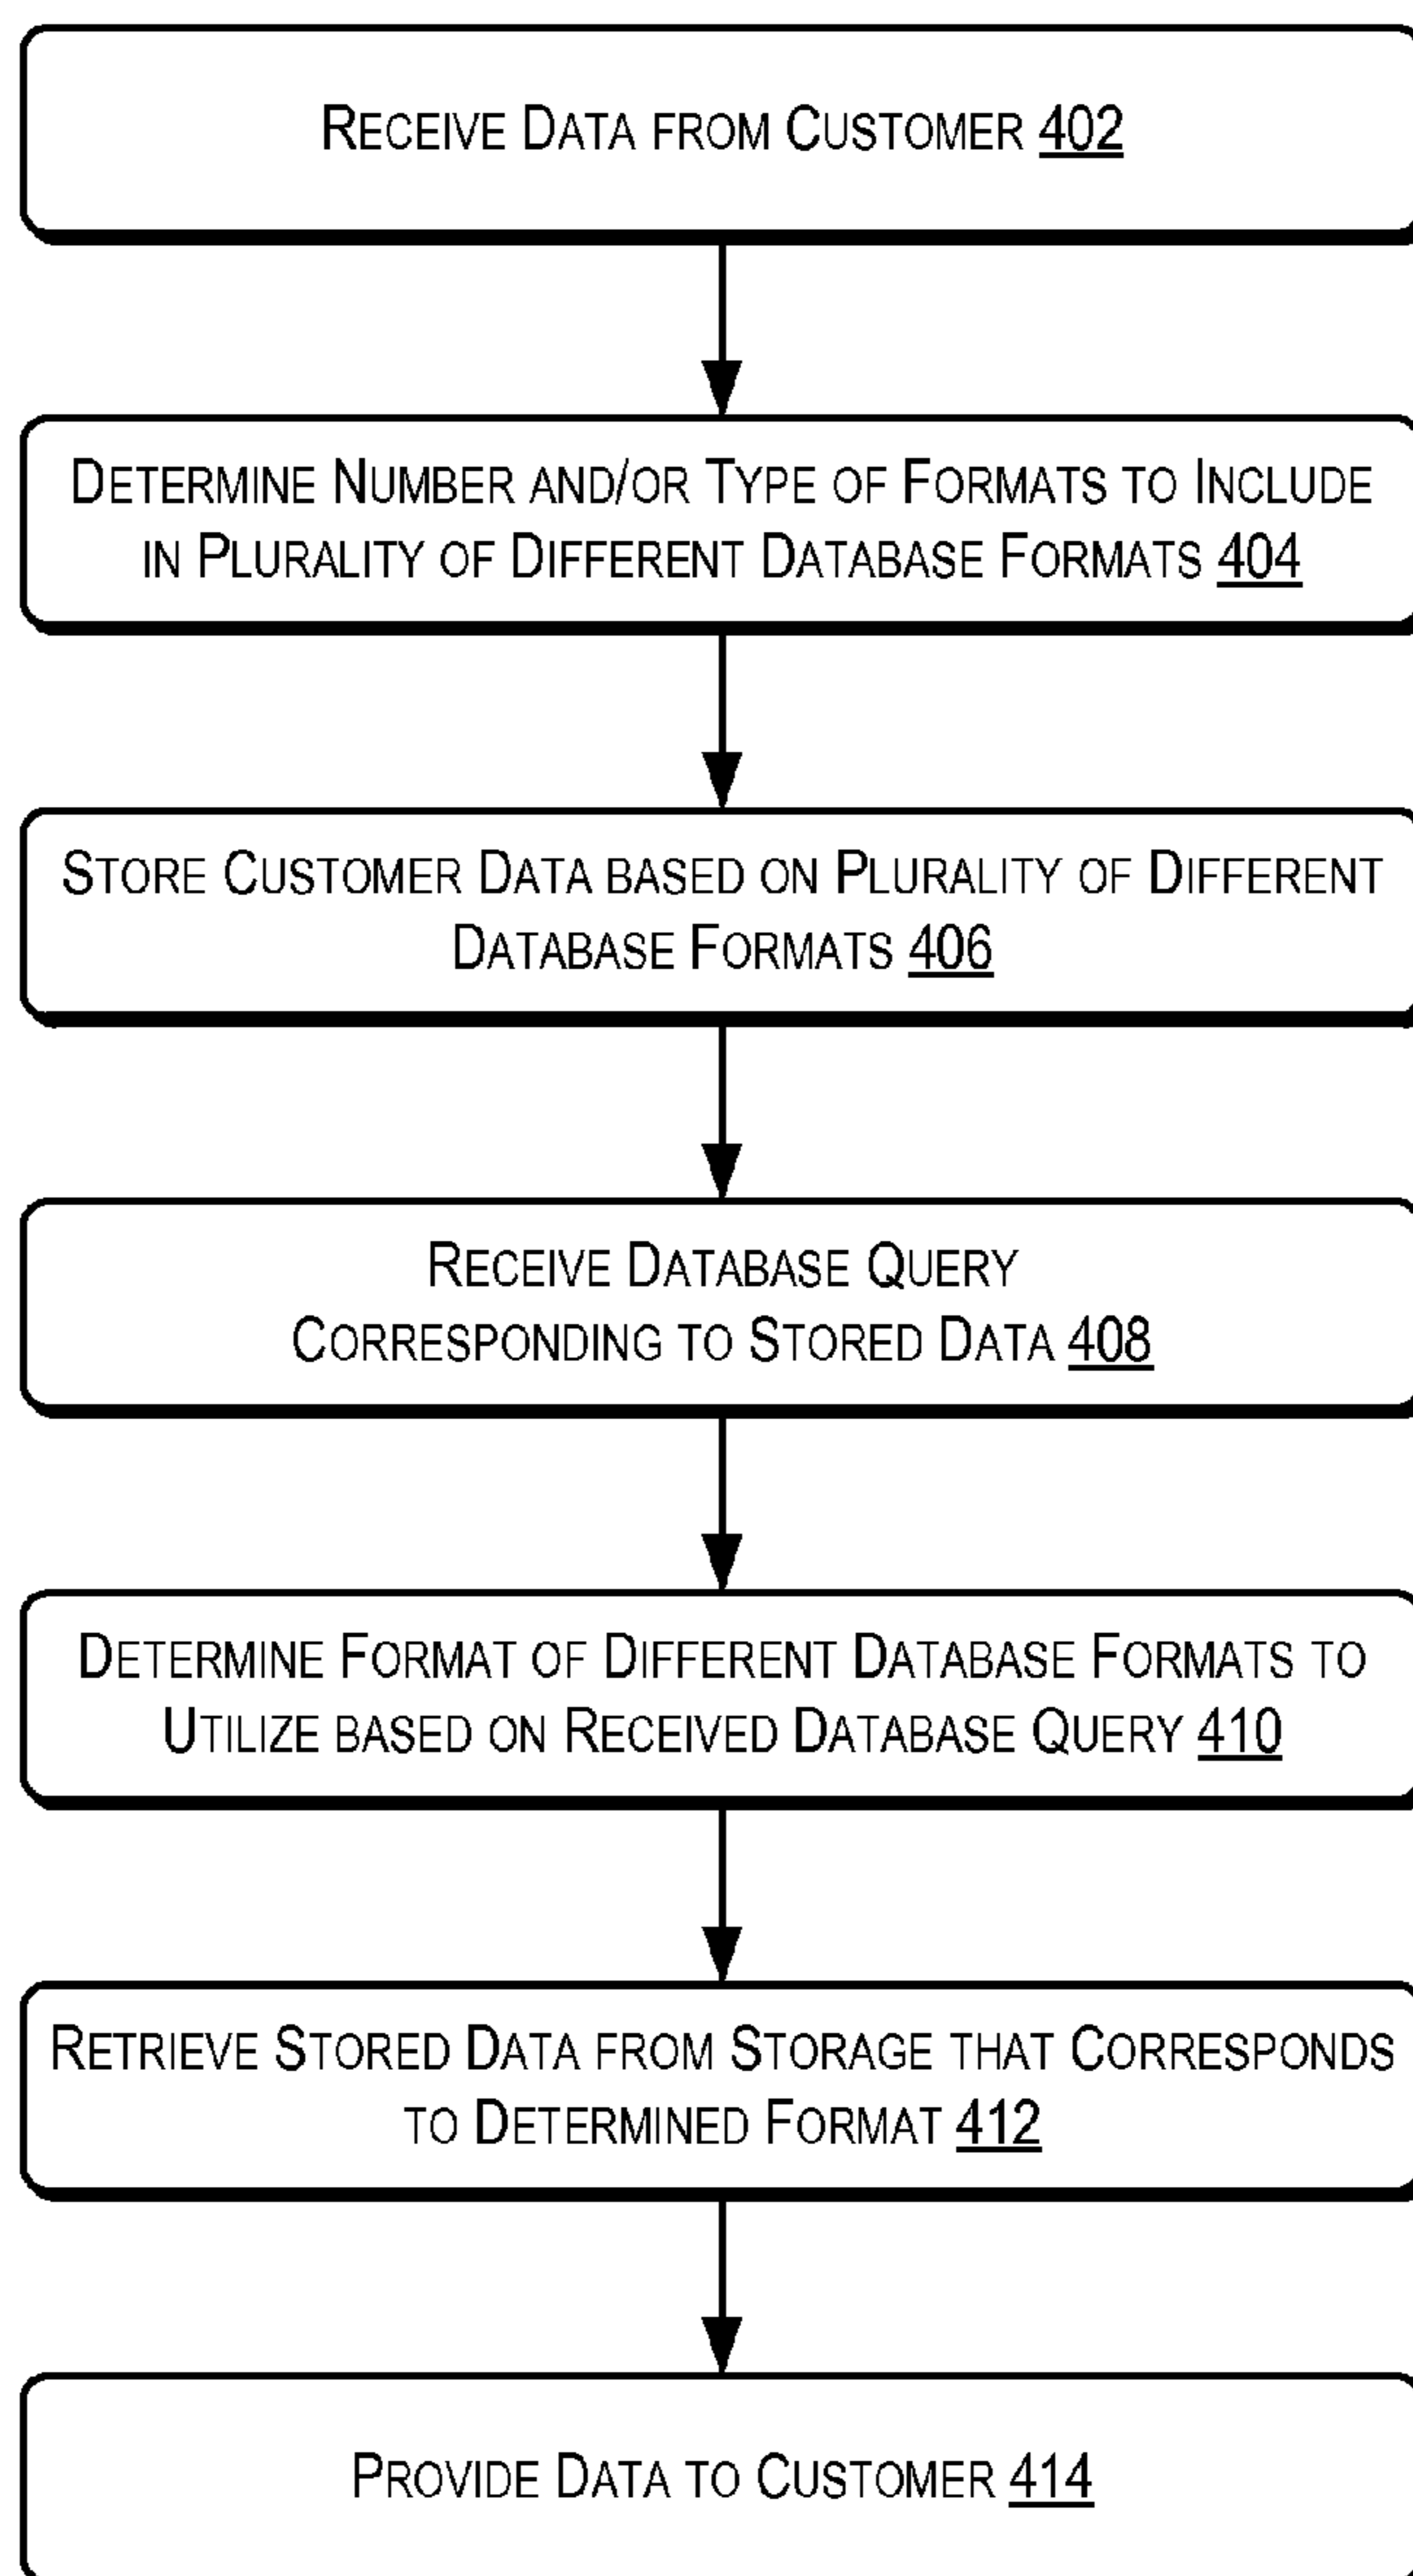 RECEIVE DATA FROM CUSTOMER 402
DETERMINE NUMBER AND/OR TYPE OF FORMATS TO INCLUDE
IN PLURALITY OF DIFFERENT DATABASE FORMATS 404
STORE CUSTOMER DATA BASED ON PLURALITY OF DIFFERENT
DATABASE FORMATS 406
RECEIVE DATABASE QUERY
CORRESPONDING TO STORED DATA 408
DETERMINE FORMAT OF DIFFERENT DATABASE FORMATS TO
UTILIZE BASED ON RECEIVED DATABASE QUERY 410
RETRIEVE STORED DATA FROM STORAGE THAT CORRESPONDS
TO DETERMINED FORMAT 412
PROVIDE DATA TO CUSTOMER 414